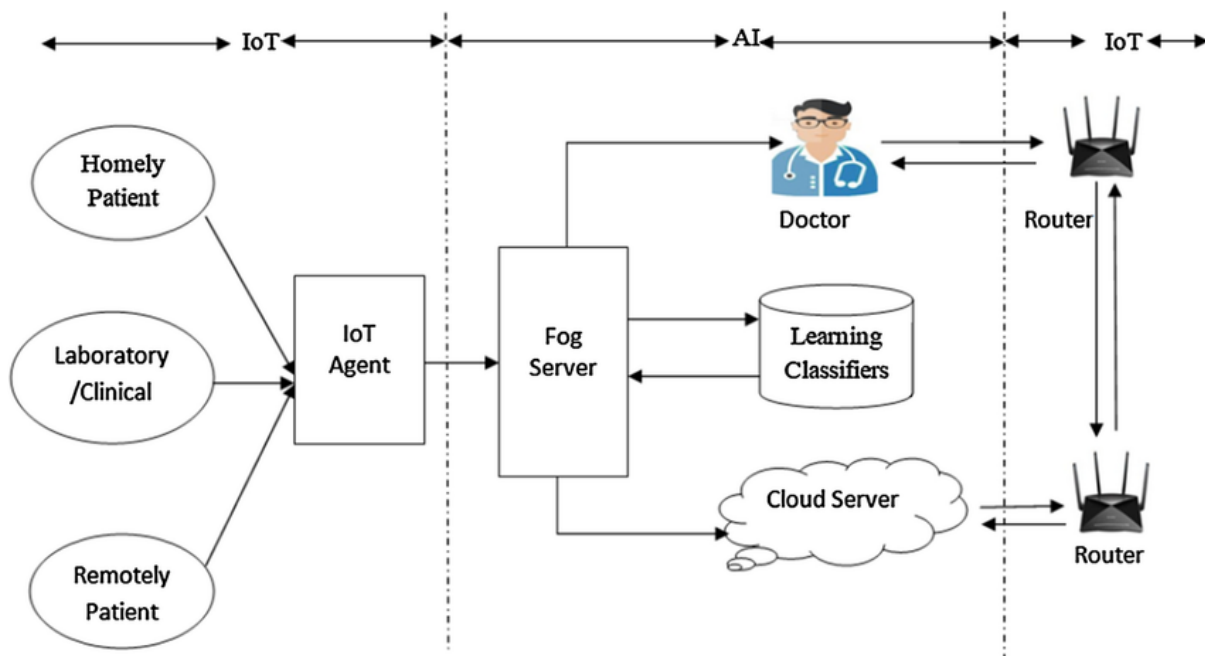 IoT
AI
IoT
Homely
Patient
Laboratory
/Clinical
Remotely
Patient
IoT
Agent
Fog
Server
Doctor
Learning
Classifiers
Cloud Server
Router
Router